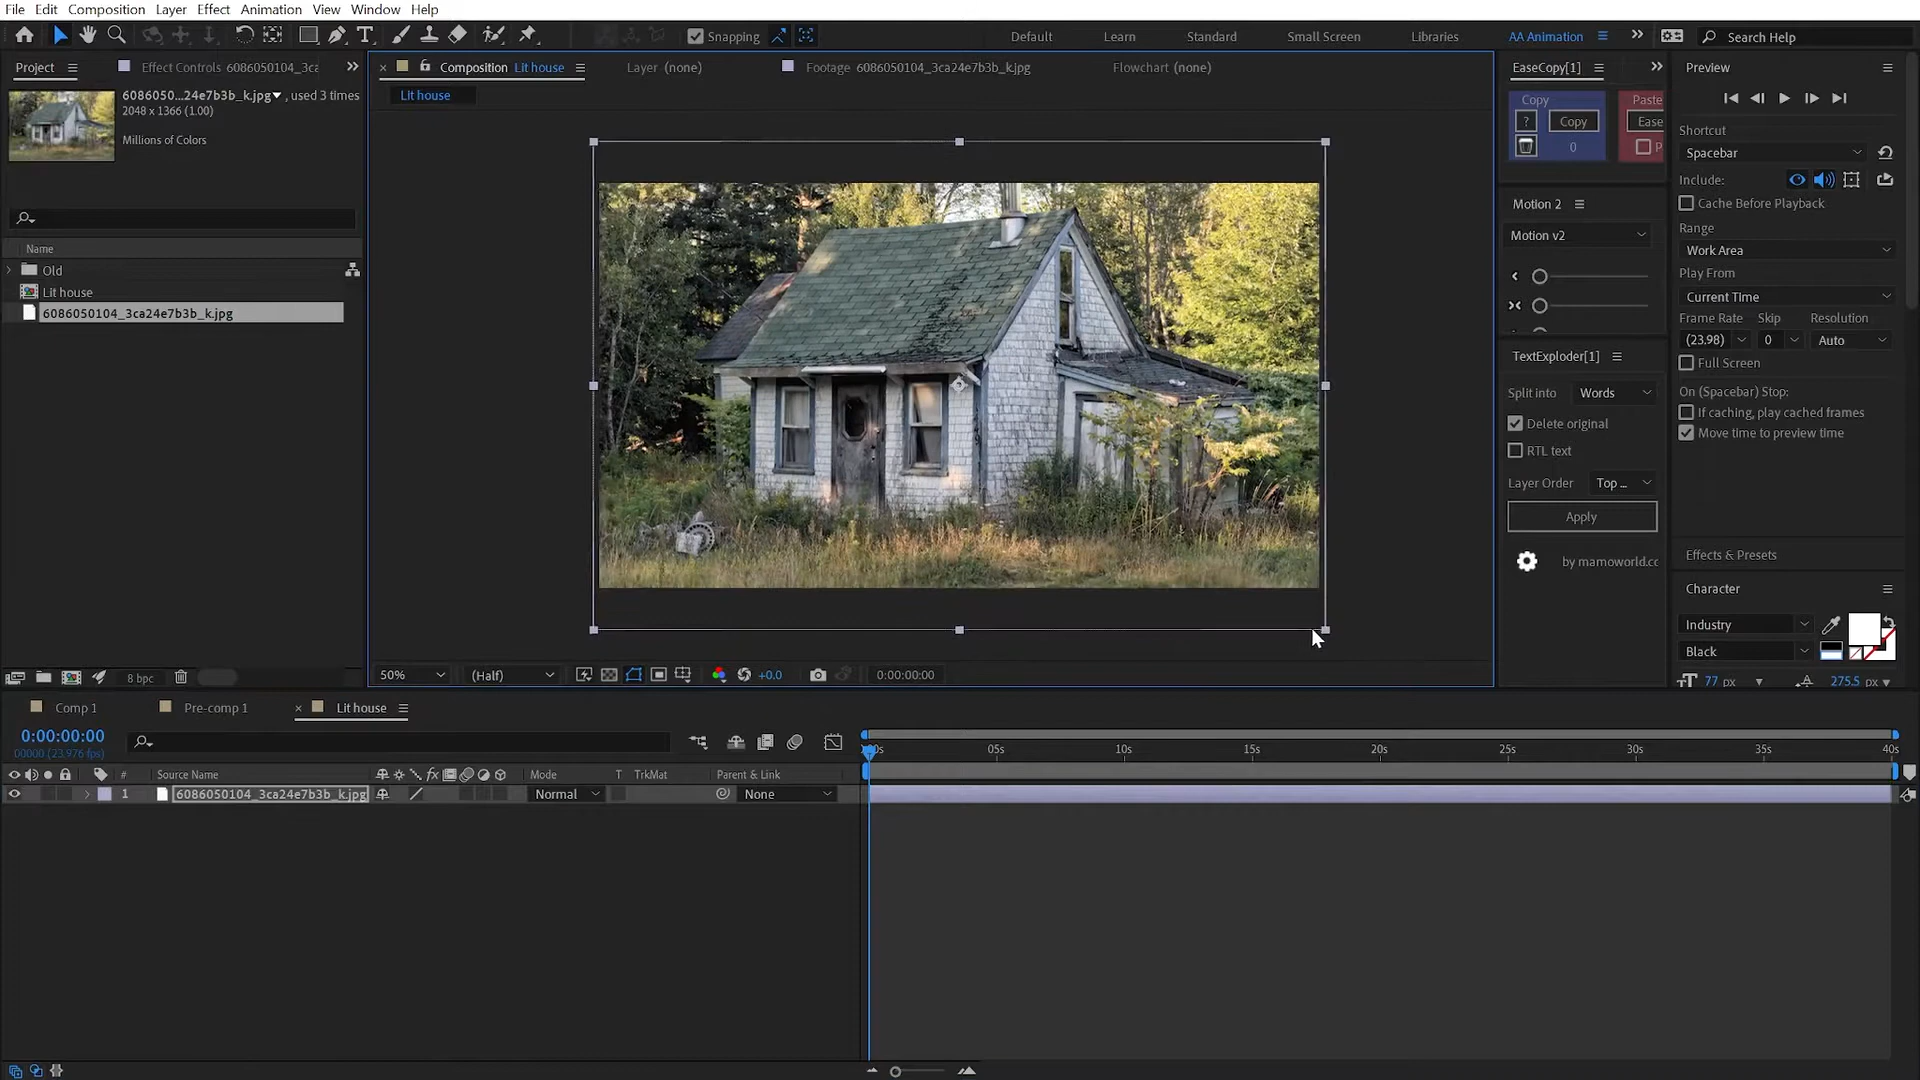 File Edit Composition Layer Effect Animation View Window Help
Snapping
Default Learn Standard Small Screen Libraries AA Animation Search Help
Project Effect Controls 6086050104_3ca
6086050...24e7b3b_k.jpg , used 3 times
2048 x 1366 (1.00)
Millions of Colors
Name
Old
Lit house
6086050104_3ca24e7b3b_k.jpg
8 bpc
Composition Lit house Layer (none) Footage 6086050104_3ca24e7b3b_k.jpg Flowchart (none)
Lit house
50% (Half) +0.0 0:00:00:00
EaseCopy[1]
Copy Paste
? Copy Ease
0 P
Motion 2
Motion v2
TextExploder[1]
Split into Words
Delete original
RTL text
Layer Order Top ...
Apply
by mamoworld.cc
Preview
Shortcut
Spacebar
Include:
Cache Before Playback
Range
Work Area
Play From
Current Time
Frame Rate Skip Resolution
(23.98) 0 Auto
Full Screen
On (Spacebar) Stop:
If caching, play cached frames
Move time to preview time
Effects & Presets
Character
Industry
Black
77 px 275.5 px
Comp 1 Pre-comp 1 Lit house
0:00:00:00
00000 (23.976 fps)
# Source Name fx Mode T TrkMat Parent & Link
1 6086050104_3ca24e7b3b_k.jpg Normal None
00s 05s 10s 15s 20s 25s 30s 35s 40s